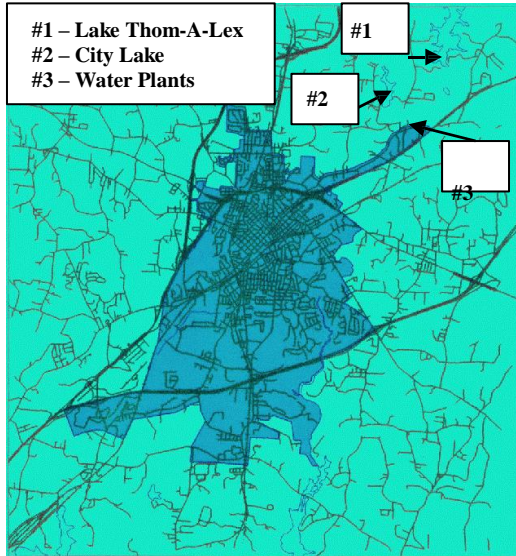 #1 – Lake Thom-A-Lex
#2 – City Lake
#3 – Water Plants
#1
#2
#3